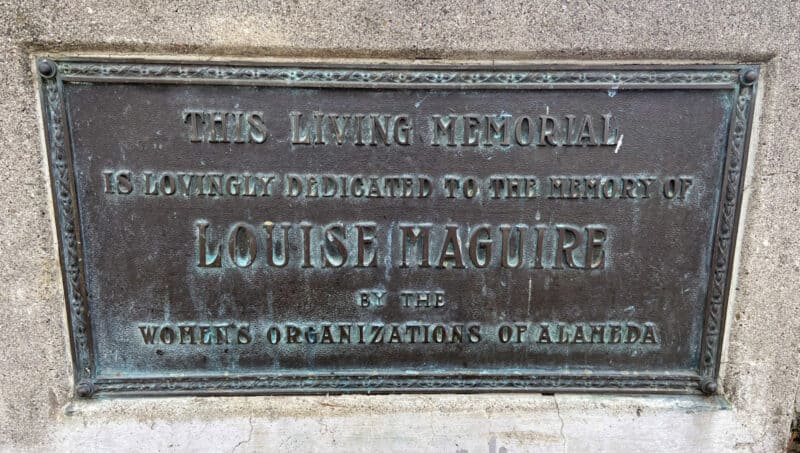 THIS LIVING MEMORIAL
IS LOVINGLY DEDICATED TO THE MEMORY OF
LOUISE MAGUIRE
BY THE
WOMEN'S ORGANIZATIONS OF ALAMEDA